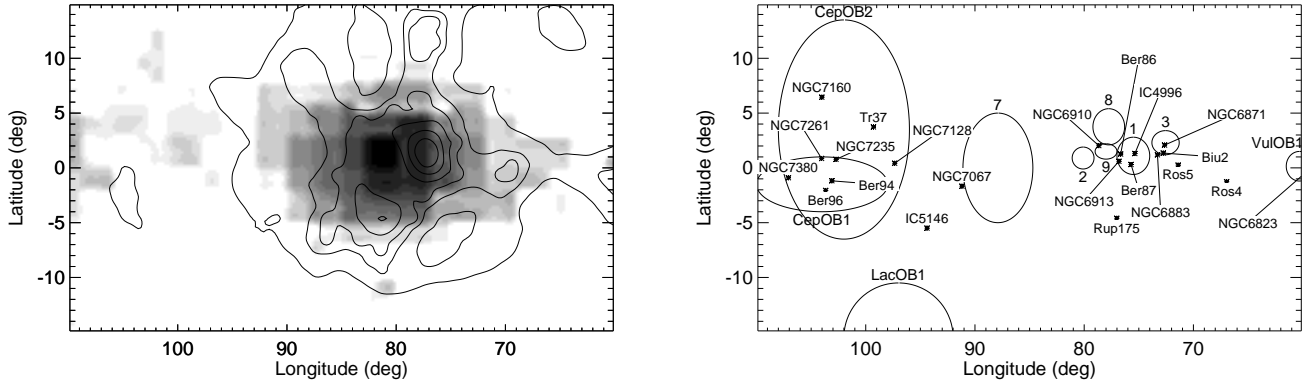 10
5
0
-5
-10
Latitude (deg)
100
90
80
70
Longitude (deg)
CepOB2
10
5
0
-5
-10
Latitude (deg)
NGC7160
Tr37
NGC7261
NGC7235
NGC7128
NGC7380
Ber94
Ber96
CepOB1
NGC7067
IC5146
LacOB1
7
Ber86
IC4996
8
NGC6910
1
3
NGC6871
VulOB1
2
9
Biu2
Ros5
Ber87
NGC6913
NGC6883
Ros4
Rup175
NGC6823
100
90
80
70
Longitude (deg)